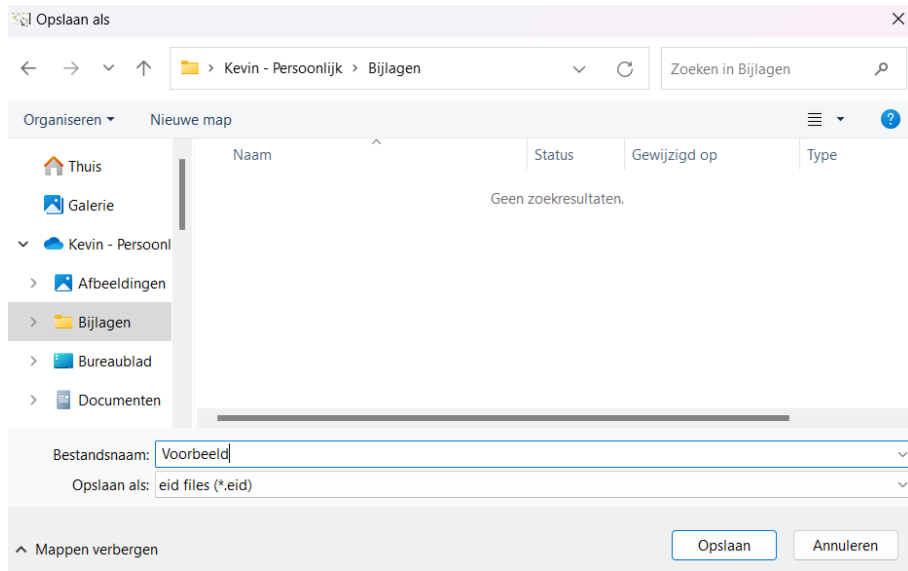 Opslaan als
Kevin - Persoonlijk > Bijlagen
Zoeken in Bijlagen
Organiseren
Nieuwe map
Naam
Status
Gewijzigd op
Type
Geen zoekresultaten.
Thuis
Galerie
Kevin - Persoonl
Afbeeldingen
Bijlagen
Bureaublad
Documenten
Bestandsnaam: Voorbeeld
Opslaan als: eid files (*.eid)
Mappen verbergen
Opslaan
Annuleren